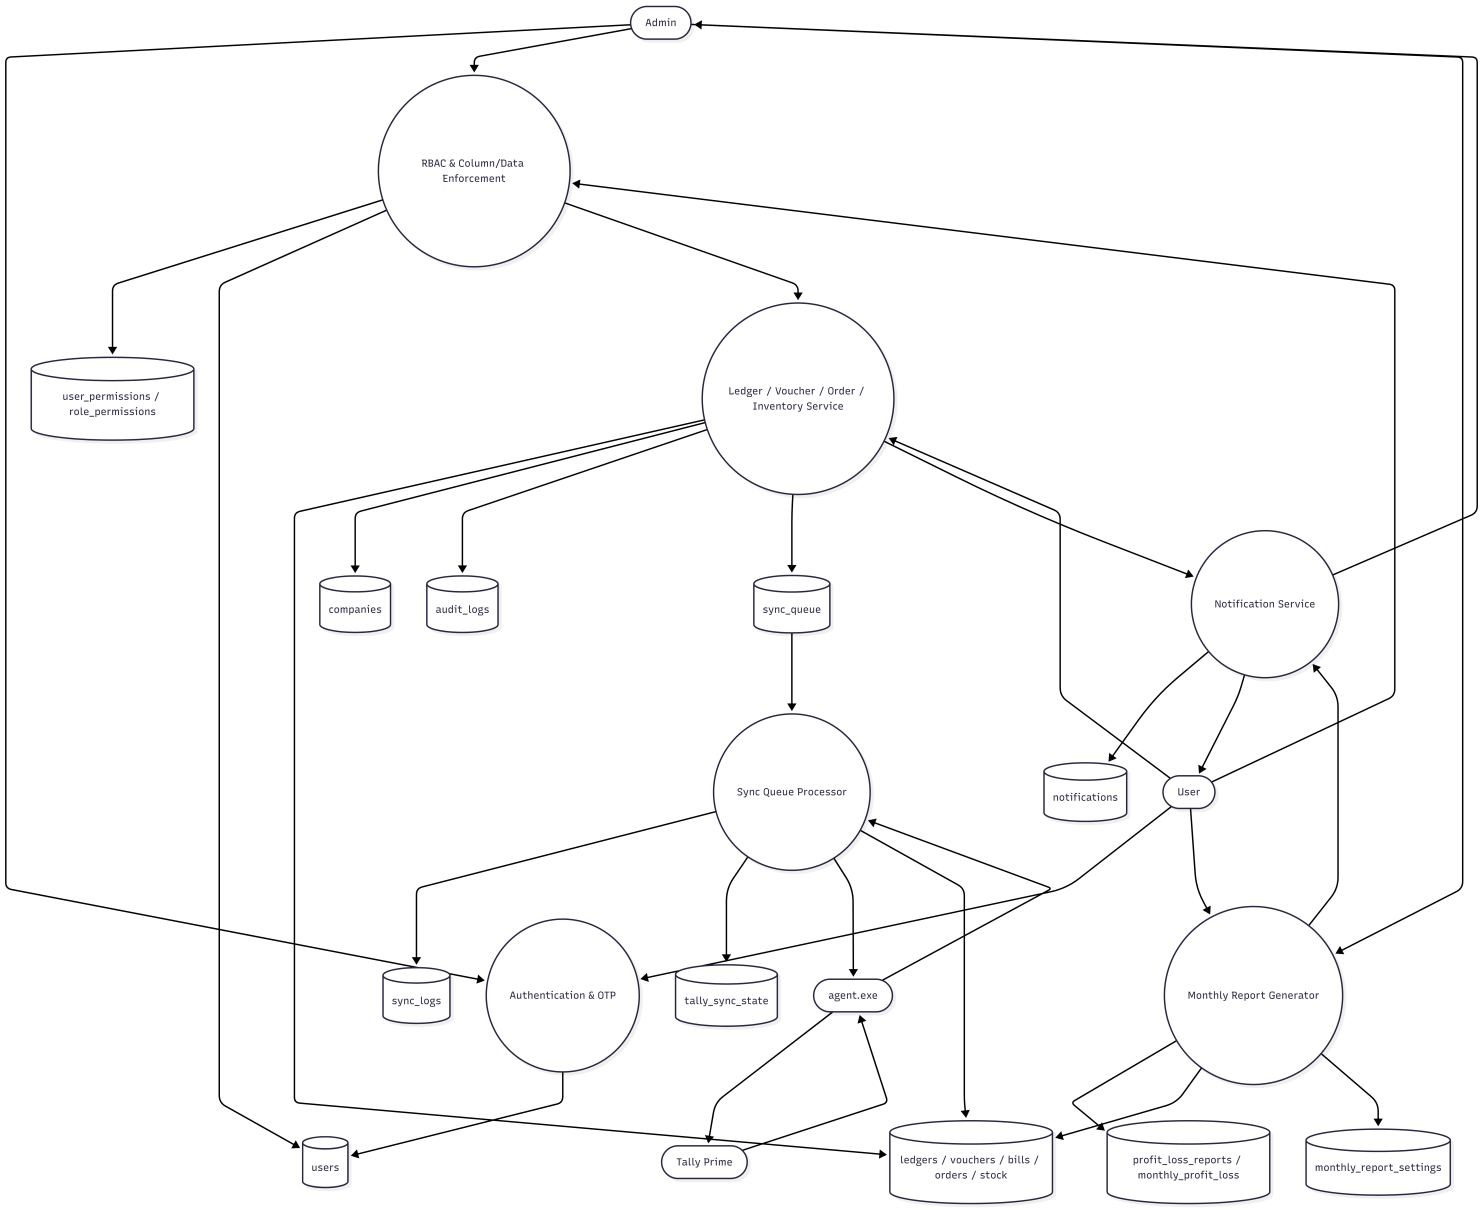 Admin
RBAC & Column/Data
Enforcement
user_permissions /
role_permissions
Ledger / Voucher / Order /
Inventory Service
companies
audit_logs
sync_queue
Notification Service
Sync Queue Processor
notifications
User
sync_logs
Authentication & OTP
tally_sync_state
agent.exe
Monthly Report Generator
users
Tally Prime
ledgers / vouchers / bills /
orders / stock
profit_loss_reports /
monthly_profit_loss
monthly_report_settings